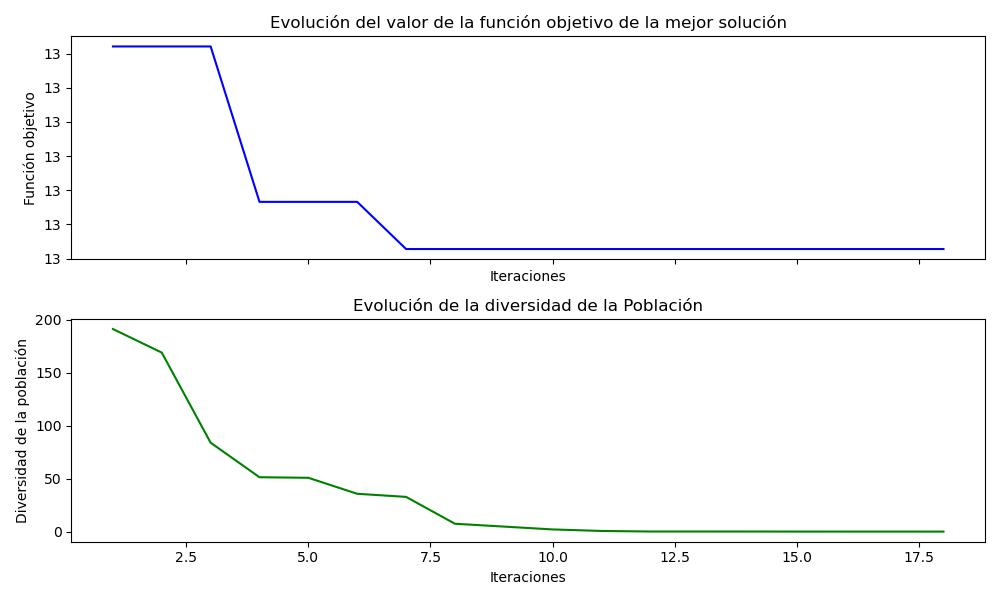 Evolución del valor de la función objetivo de la mejor solución
Función objetivo
13
13
13
13
13
13
13
Iteraciones
Evolución de la diversidad de la Población
Diversidad de la población
200
150
100
50
0
2.5 5.0 7.5 10.0 12.5 15.0 17.5
Iteraciones